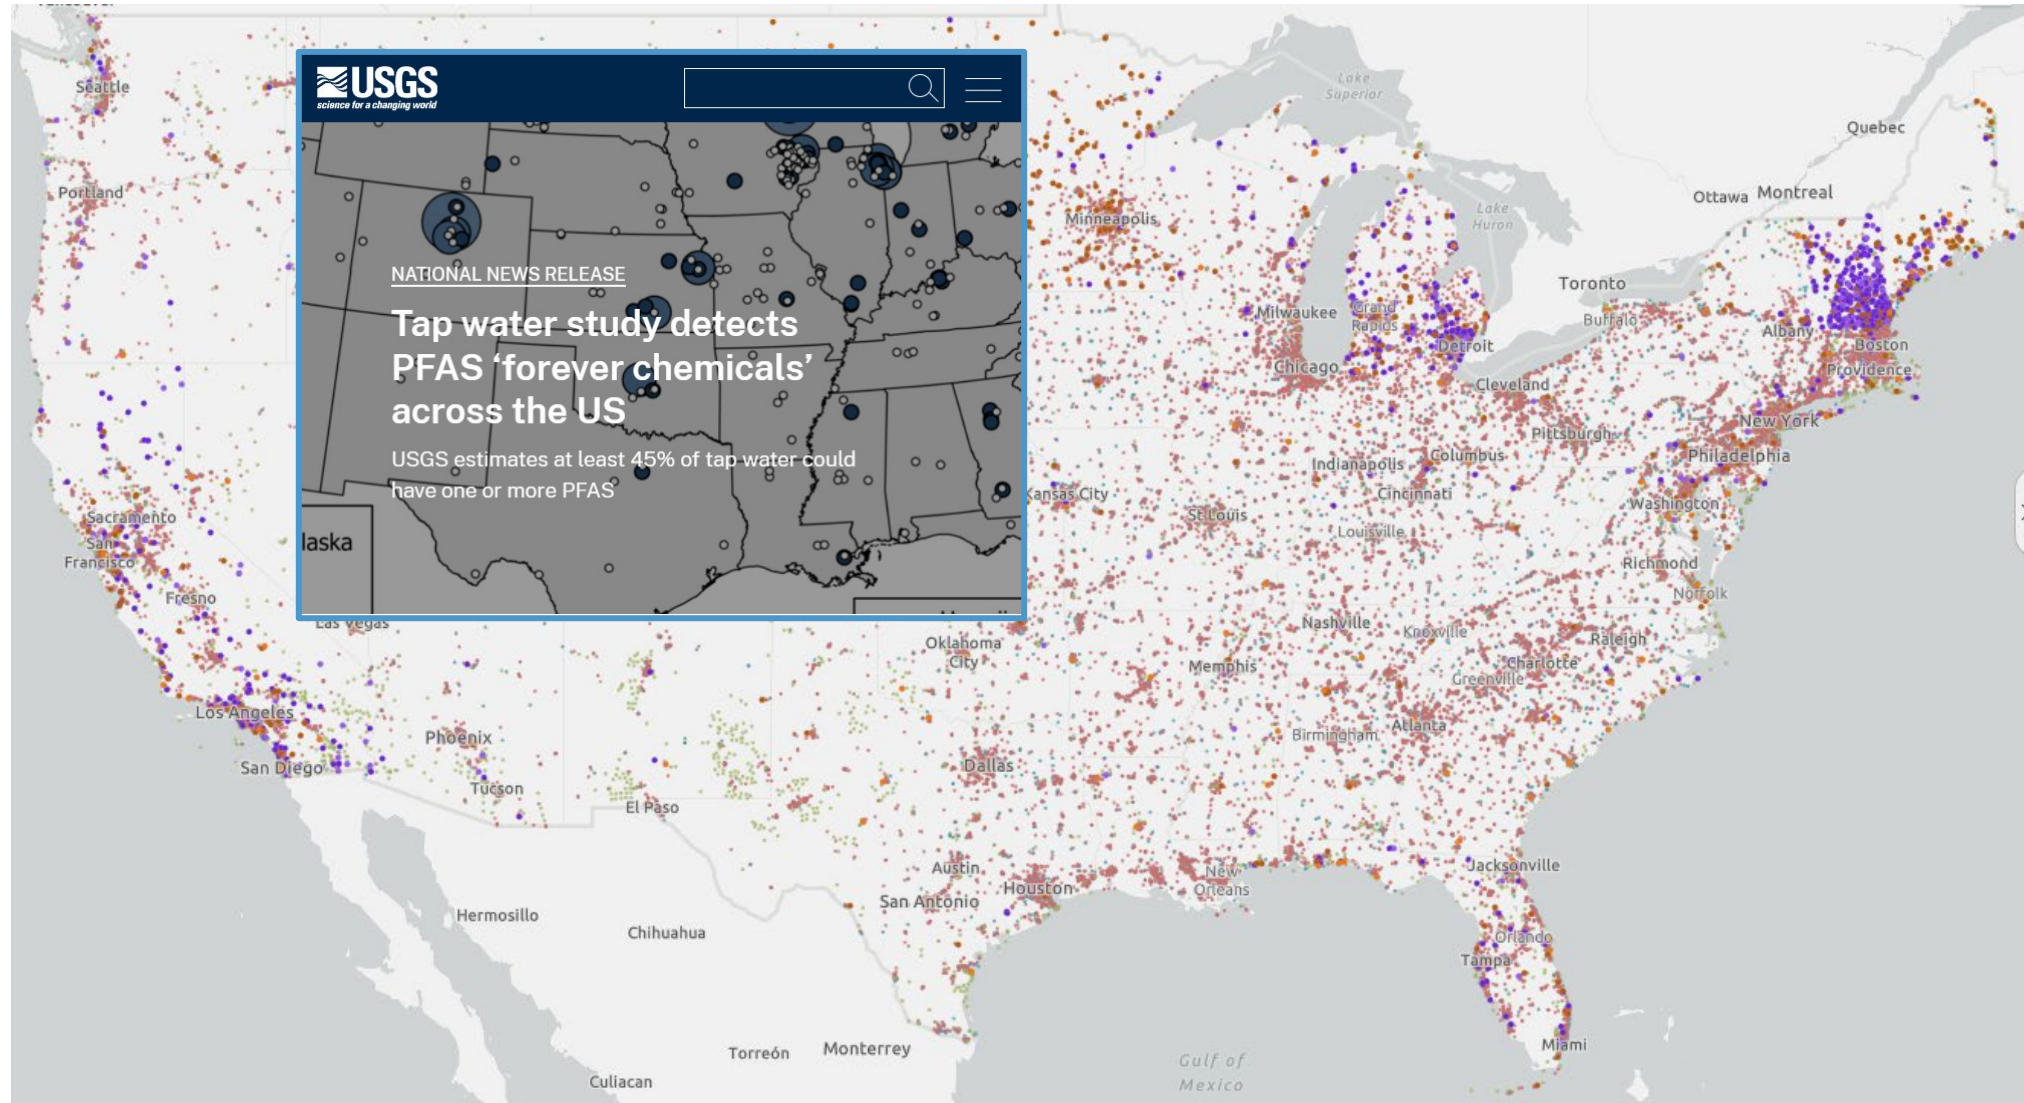 Seattle
Portland
Sacramento
San
Francisco
Fresno
Las Vegas
Los Angeles
San Diego
Phoenix
Tucson
El Paso
Hermosillo
Chihuahua
Torreón
Monterrey
Culiacan
USGS
science for a changing world
NATIONAL NEWS RELEASE
Tap water study detects
PFAS ‘forever chemicals’
across the US
USGS estimates at least 45% of tap water could
have one or more PFAS
laska
Lake
Superior
Minneapolis
Lake
Huron
Quebec
Ottawa
Montreal
Toronto
Buffalo
Albany
Boston
Providence
Milwaukee
Grand
Rapids
Detroit
Chicago
Cleveland
New York
Pittsburgh
Philadelphia
Indianapolis
Columbus
Kansas City
Cincinnati
Washington
St Louis
Louisville
Richmond
Norfolk
Nashville
Knoxville
Raleigh
Oklahoma
City
Memphis
Charlotte
Greenville
Birmingham
Atlanta
Dallas
Austin
Houston
San Antonio
New
Orleans
Jacksonville
Orlando
Tampa
Miami
Gulf of
Mexico